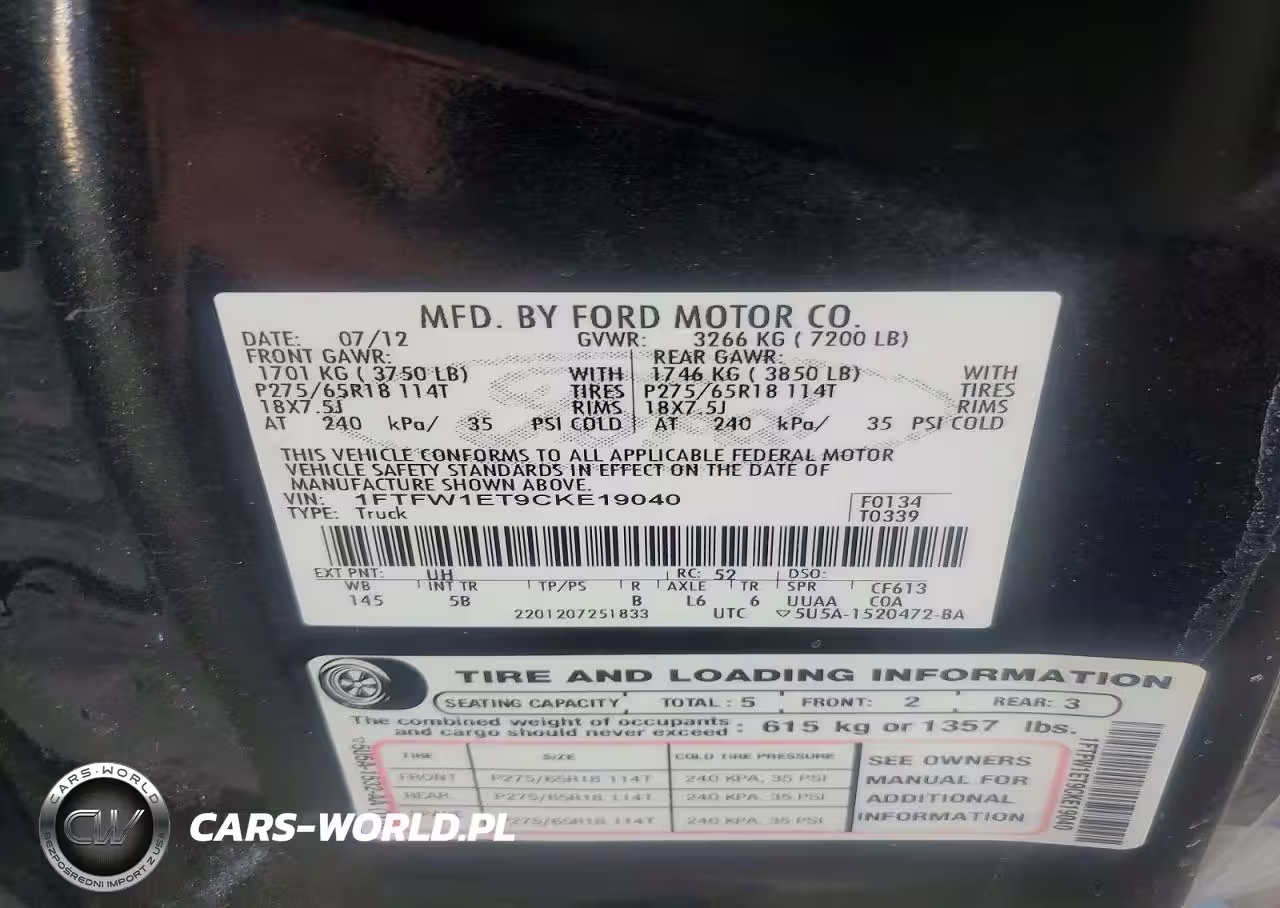 MFD. BY FORD MOTOR CO.
DATE: 07/12 GVWR: 3266 KG ( 7200 LB)
FRONT GAWR: REAR GAWR:
1701 KG ( 3750 LB) WITH 1746 KG ( 3850 LB) WITH
P275/65R18 114T TIRES P275/65R18 114T TIRES
18X7.5J RIMS 18X7.5J RIMS
AT 240 kPa/ 35 PSI COLD AT 240 kPa/ 35 PSI COLD
THIS VEHICLE CONFORMS TO ALL APPLICABLE FEDERAL MOTOR
VEHICLE SAFETY STANDARDS IN EFFECT ON THE DATE OF
MANUFACTURE SHOWN ABOVE.
VIN: 1FTFW1ET9CKE19040 F0134
TYPE: Truck T0339
EXT PNT: UH RC: 52 DSO:
WB INT TR TP/PS R AXLE TR SPR CF613
145 5B B L6 6 UUAA C0A
2201207251833 UTC ▽5U5A-1520472-BA
TIRE AND LOADING INFORMATION
SEATING CAPACITY TOTAL : 5 FRONT: 2 REAR: 3
The combined weight of occupants
and cargo should never exceed : 615 kg or 1357 lbs.
TIRE SIZE COLD TIRE PRESSURE SEE OWNERS
FRONT P275/65R18 114T 240 KPA, 35 PSI MANUAL FOR
REAR P275/65R18 114T 240 KPA, 35 PSI ADDITIONAL
P275/65R18 114T 240 KPA, 35 PSI INFORMATION
1FTFW1ET9CKE19040
CARS-WORLD
CW
BEZPOŚREDNI IMPORT Z USA
CARS-WORLD.PL